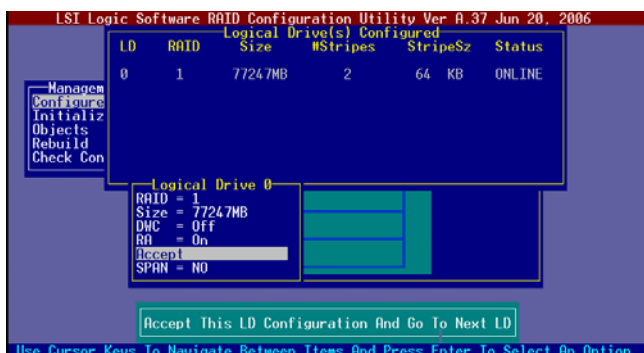 LSI Logic Software RAID Configuration Utility Ver A.37 Jun 20, 2006
Logical Drive(s) Configured
LD RAID Size #Stripes StripeSz Status
0 1 77247MB 2 64 KB ONLINE
Managem
Configure
Initializ
Objects
Rebuild
Check Con
Logical Drive 0
RAID = 1
Size = 77247MB
DWC = Off
RA = On
Accept
SPAN = NO
Accept This LD Configuration And Go To Next LD
Use Cursor Keys To Navigate Between Items And Press Enter To Select An Option